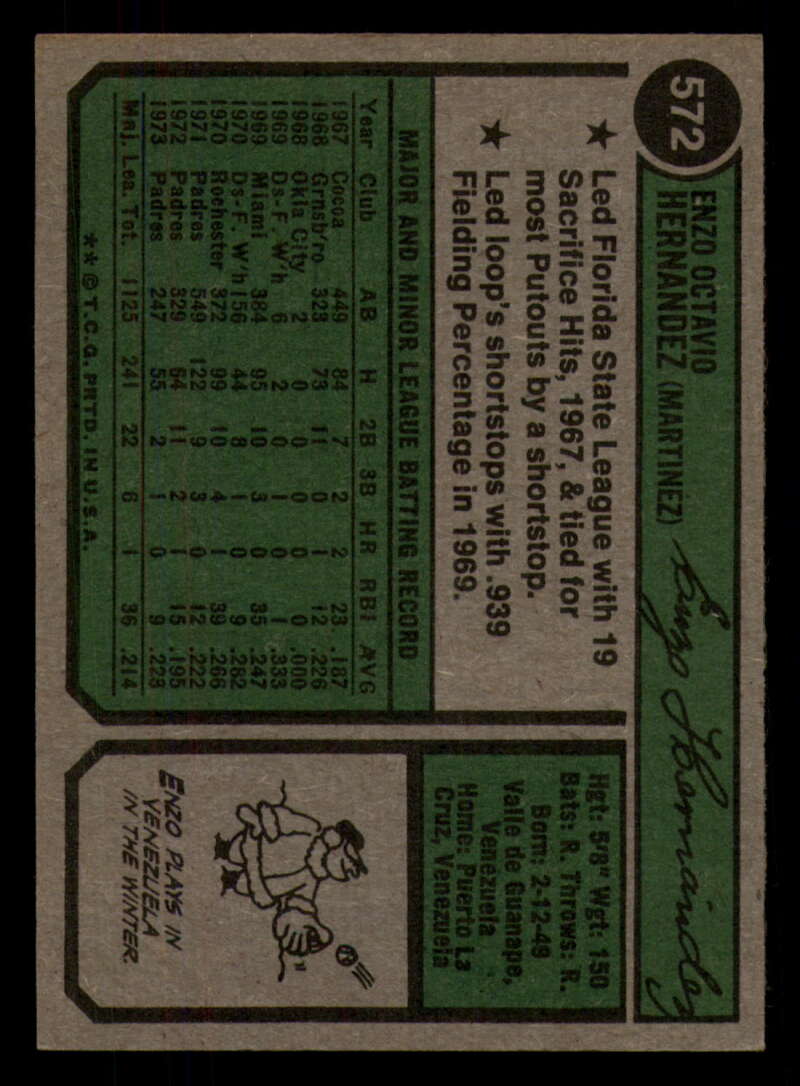 572
ENZO OCTAVIO
HERNANDEZ (MARTINEZ)
Enzo Hernández
★ Led Florida State League with 19
Sacrifice Hits, 1967, & tied for
most Putouts by a shortstop.
★ Led loop's shortstops with .939
Fielding Percentage in 1969.
MAJOR AND MINOR LEAGUE BATTING RECORD
Year Club AB H 2B 3B HR RBI AVG
1967 Cocoa 449 84 7 2 2 23 .187
1968 Grnsb'ro 323 73 11 0 1 12 .226
1968 Okla City 2 0 0 0 0 0 .000
1969 Ds-F. W'h 6 2 0 1 0 1 .333
1969 Miami 384 95 10 3 0 35 .247
1970 Ds-F. W'h 156 44 8 1 0 9 .282
1970 Rochester 372 99 10 4 1 39 .266
1971 Padres 549 122 9 3 0 12 .222
1972 Padres 329 64 11 2 1 15 .195
1973 Padres 247 55 2 1 0 9 .223
Maj. Lea. Tot. 1125 241 22 6 1 36 .214
**© T.C.G. PRTD. IN U.S.A.
Hgt: 5'8" Wgt: 150
Bats: R. Throws: R.
Born: 2-12-49
Valle de Guanape,
Venezuela
Home: Puerto La
Cruz, Venezuela
ENZO PLAYS IN
VENEZUELA
IN THE WINTER.